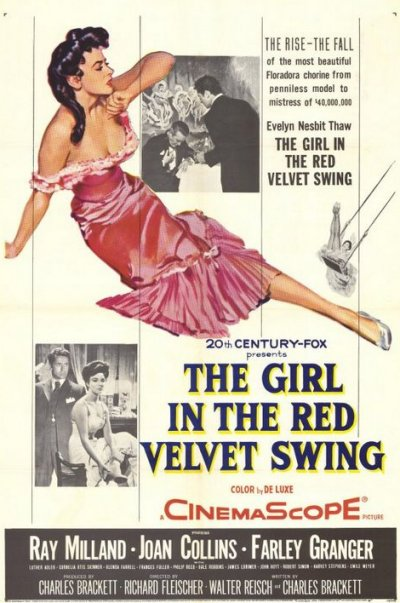 THE RISE—THE FALL
of the most beautiful
Floradora chorine from
penniless model to
mistress of $40,000,000
Evelyn Nesbit Thaw
THE GIRL IN
THE RED
VELVET SWING
20th CENTURY-FOX
presents
THE GIRL
IN THE RED
VELVET SWING
COLOR by DE LUXE
A CINEMASCOPE® PICTURE
STARRING
RAY MILLAND • JOAN COLLINS • FARLEY GRANGER
LUTHER ADLER • CORNELIA OTIS SKINNER • GLENDA FARRELL • FRANCES FULLER • PHILIP REED • GALE ROBBINS • JAMES LORIMER • JOHN HOYT • ROBERT SIMON • HARVEY STEPHENS • EMILE MEYER
PRODUCED BY DIRECTED BY WRITTEN BY
CHARLES BRACKETT • RICHARD FLEISCHER • WALTER REISCH and CHARLES BRACKETT